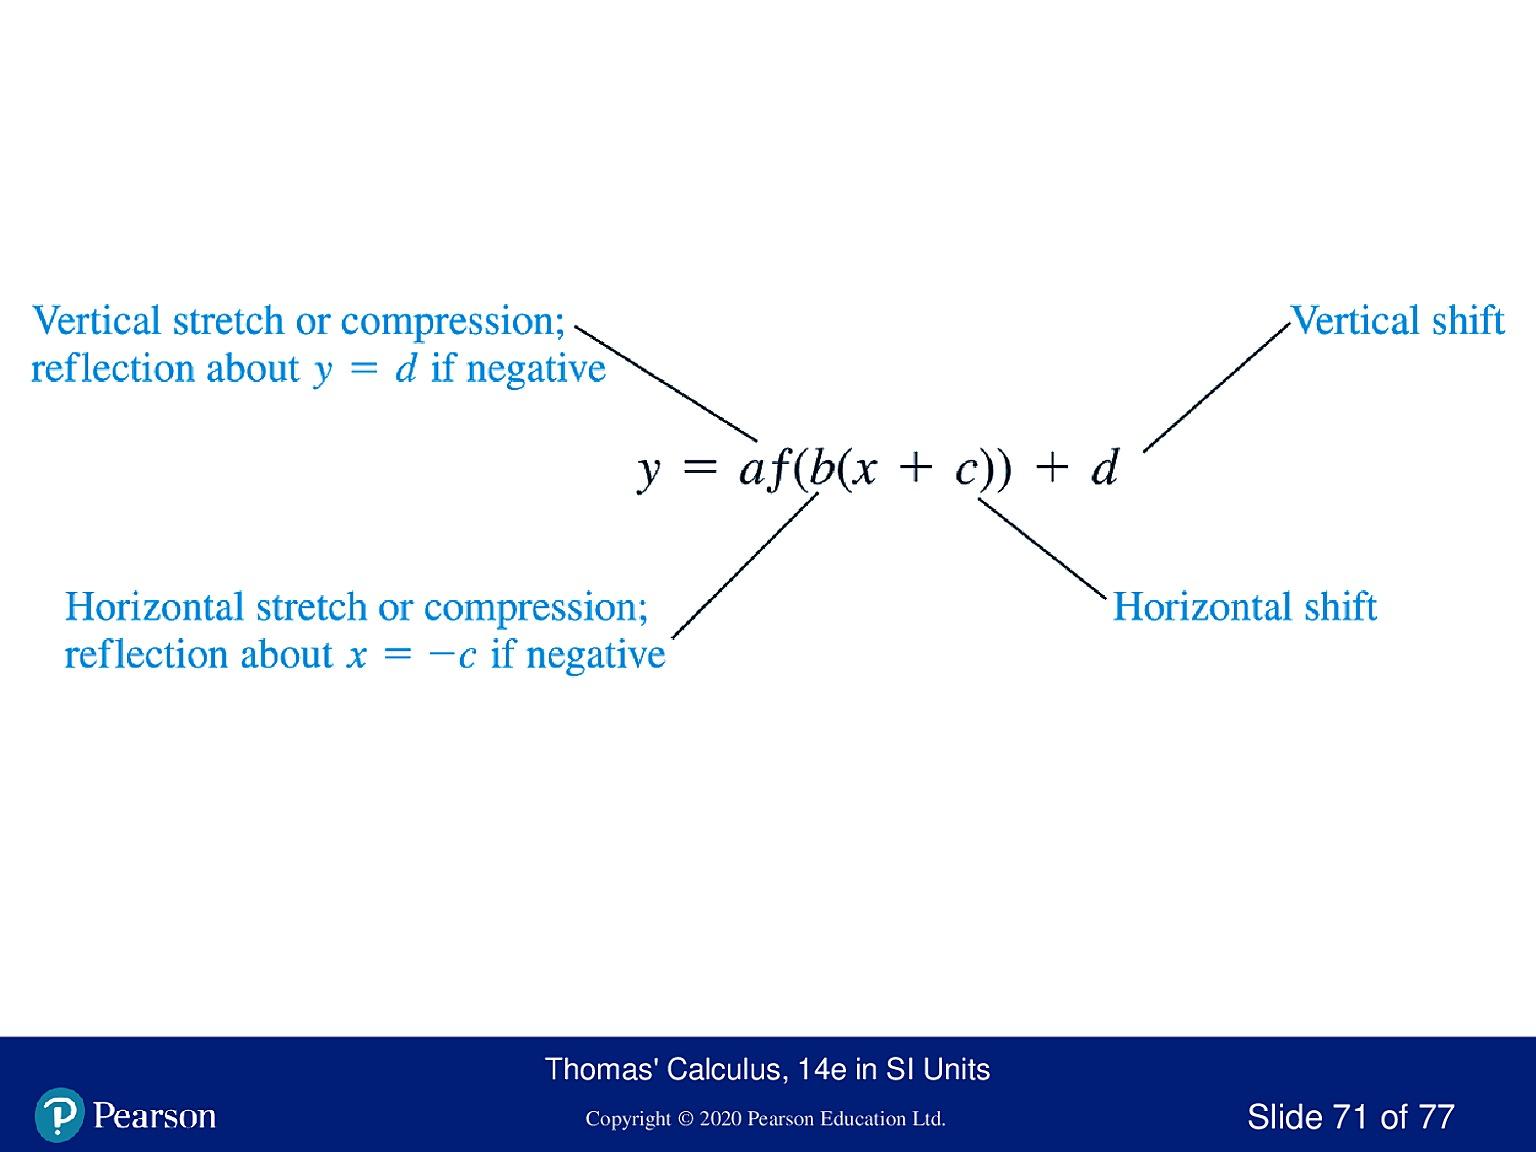 Vertical stretch or compression;
reflection about y = d if negative
Vertical shift
y = af(b(x + c)) + d
Horizontal stretch or compression;
reflection about x = −c if negative
Horizontal shift
Thomas' Calculus, 14e in SI Units
Pearson
Copyright © 2020 Pearson Education Ltd.
Slide 71 of 77